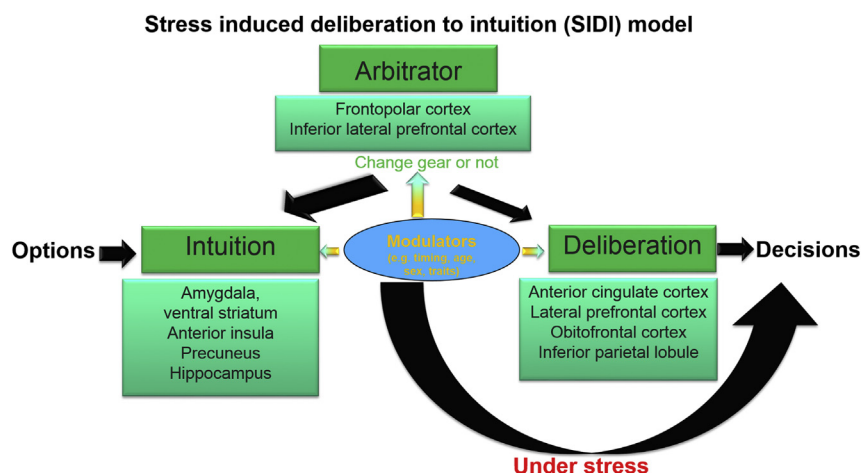 Stress induced deliberation to intuition (SIDI) model
Arbitrator
Frontopolar cortex
Inferior lateral prefrontal cortex
Change gear or not
Options
Intuition
Modulators
(e.g. timing, age,
sex, traits)
Deliberation
Decisions
Amygdala,
ventral striatum
Anterior insula
Precuneus
Hippocampus
Anterior cingulate cortex
Lateral prefrontal cortex
Obitofrontal cortex
Inferior parietal lobule
Under stress